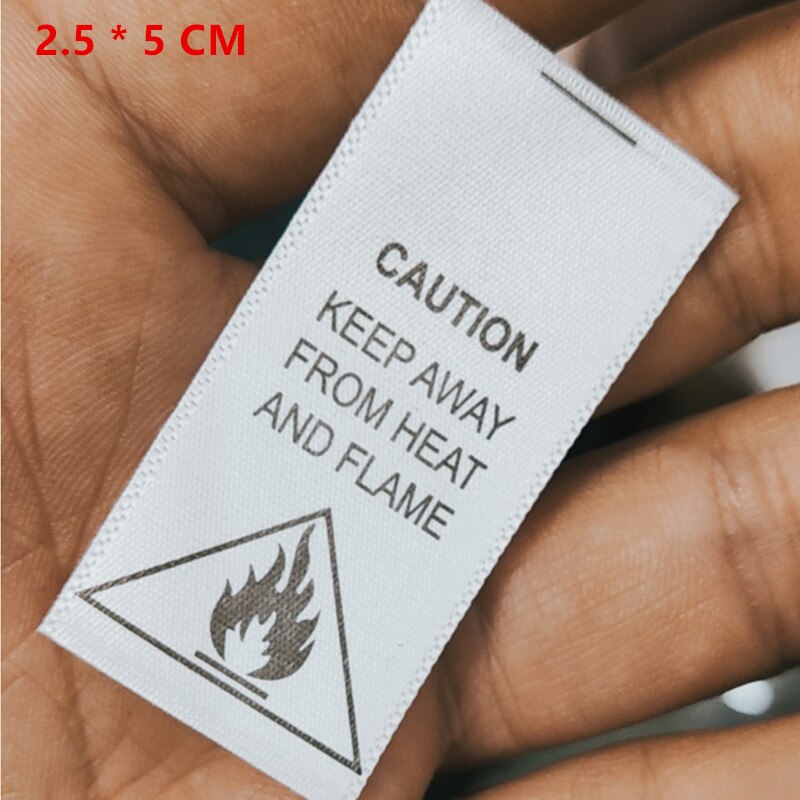 2.5 * 5 CM
CAUTION
KEEP AWAY
FROM HEAT
AND FLAME